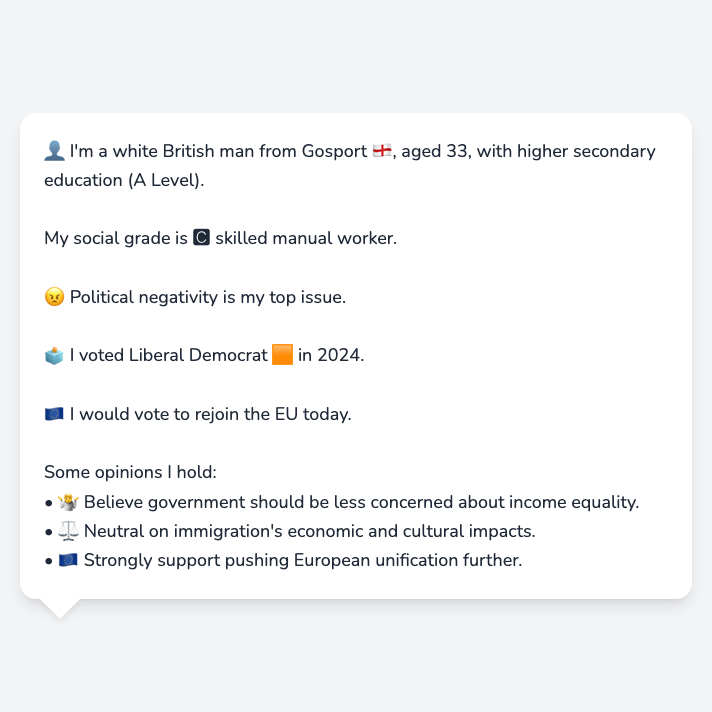 👤 I'm a white British man from Gosport 🏴󠁧󠁢󠁥󠁮󠁧󠁿, aged 33, with higher secondary
education (A Level).
My social grade is 🅲 skilled manual worker.
😠 Political negativity is my top issue.
🗳️ I voted Liberal Democrat 🟧 in 2024.
🇪🇺 I would vote to rejoin the EU today.
Some opinions I hold:
• 🤷 Believe government should be less concerned about income equality.
• ⚖️ Neutral on immigration's economic and cultural impacts.
• 🇪🇺 Strongly support pushing European unification further.